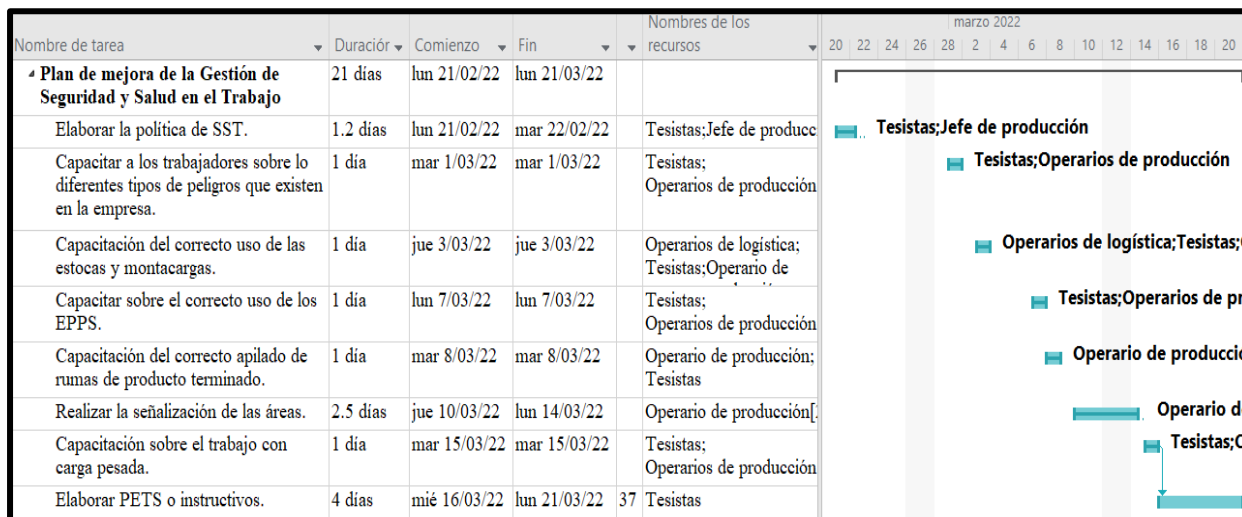 Nombres de los
marzo 2022
Nombre de tarea Duración Comienzo Fin recursos 20 22 24 26 28 2 4 6 8 10 12 14 16 18 20
Plan de mejora de la Gestión de 21 días lun 21/02/22 lun 21/03/22
Seguridad y Salud en el Trabajo
Elaborar la política de SST. 1.2 días lun 21/02/22 mar 22/02/22 Tesistas;Jefe de producc Tesistas;Jefe de producción
Capacitar a los trabajadores sobre lo 1 día mar 1/03/22 mar 1/03/22 Tesistas; Tesistas;Operarios de producción
diferentes tipos de peligros que existen Operarios de producción
en la empresa.
Capacitación del correcto uso de las 1 día jue 3/03/22 jue 3/03/22 Operarios de logística; Operarios de logística;Tesistas;
estocas y montacargas. Tesistas;Operario de
Capacitar sobre el correcto uso de los 1 día lun 7/03/22 lun 7/03/22 Tesistas; Tesistas;Operarios de pr
EPPS. Operarios de producción
Capacitación del correcto apilado de 1 día mar 8/03/22 mar 8/03/22 Operario de producción; Operario de producció
rumas de producto terminado. Tesistas
Realizar la señalización de las áreas. 2.5 días jue 10/03/22 lun 14/03/22 Operario de producción[ Operario d
Capacitación sobre el trabajo con 1 día mar 15/03/22 mar 15/03/22 Tesistas; Tesistas;
carga pesada. Operarios de producción
Elaborar PETS o instructivos. 4 días mié 16/03/22 lun 21/03/22 37 Tesistas